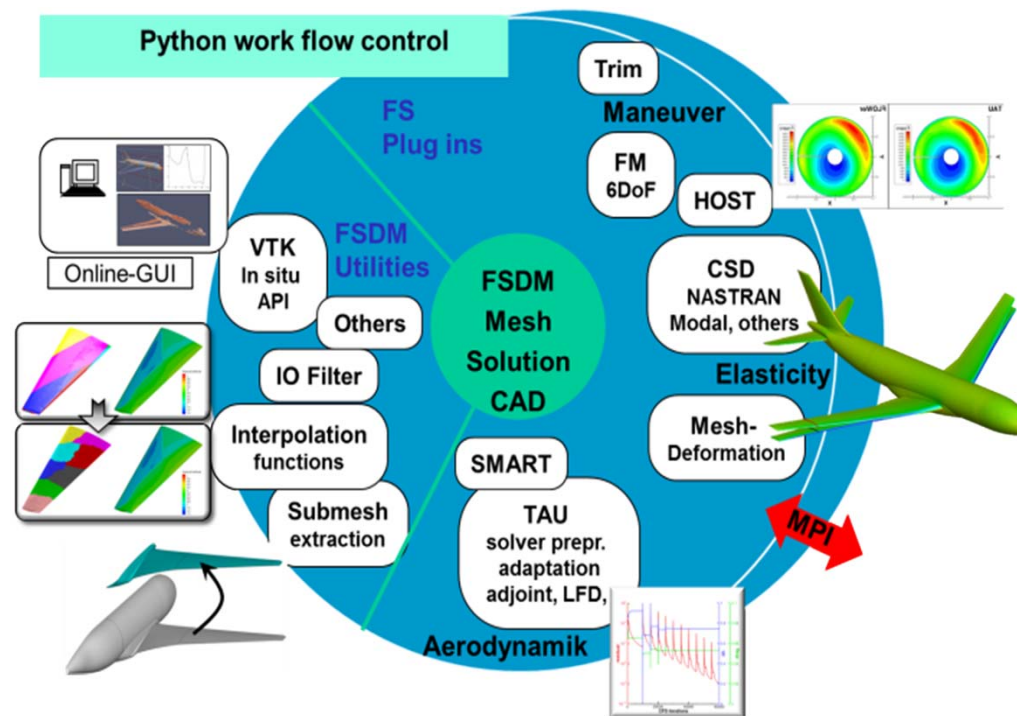 Python work flow control
Trim
Maneuver
FS
Plug ins
FM
6DoF
HOST
FSDM
Utilities
VTK
In situ
API
Online-GUI
Others
CSD
NASTRAN
Modal, others
FSDM
Mesh
Solution
CAD
IO Filter
Elasticity
Interpolation
functions
Mesh-
Deformation
SMART
Submesh
extraction
TAU
solver prepr.
adaptation
adjoint, LFD,
MPI
Aerodynamik